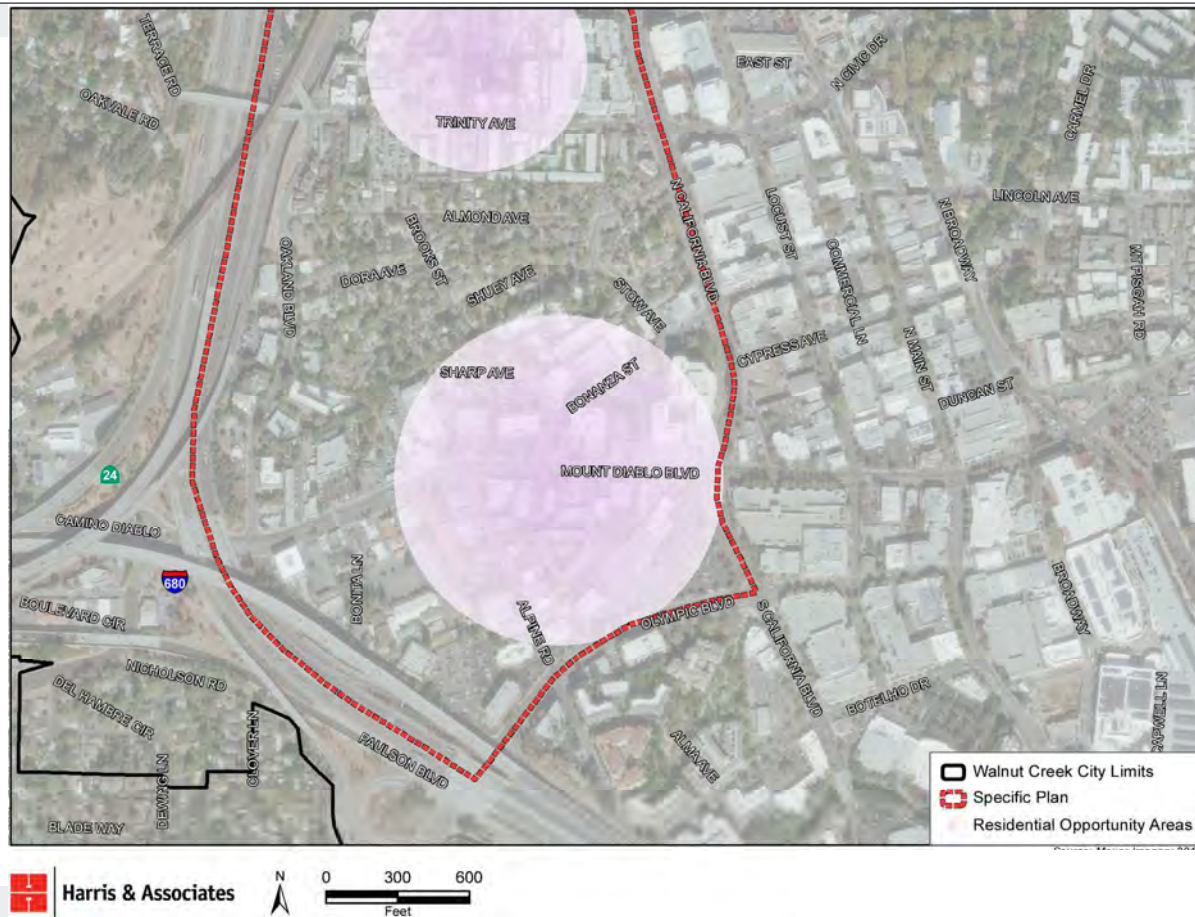 TERRACE RD
EAST ST
N CIVIC DR
CARMEL DR
OAKVALE RD
TRINITY AVE
N CALIFORNIA BLVD
LOCUST ST
LINCOLN AVE
N BROADWAY
ALMOND AVE
BROOKS ST
OAKLAND BLVD
DORA AVE
SHUEY AVE
STOW AVE
COMMERCIAL LN
MT PISGAH RD
CYPRESS AVE
N MAIN ST
SHARP AVE
BONANZA ST
DUNCAN ST
MOUNT DIABLO BLVD
24
CAMINO DIABLO
680
BONITA LN
BROADWAY
BOULEVARD CIR
ALPINE RD
OLYMPIC BLVD
S CALIFORNIA BLVD
NICHOLSON RD
DEL HAMBRE CIR
CLOVER LN
BOTELHO DR
CAPWELL LN
PAULSON BLVD
ALMA AVE
DEWING LN
BLADE WAY
Walnut Creek City Limits
Specific Plan
Residential Opportunity Areas
Harris & Associates
N
0 300 600
Feet